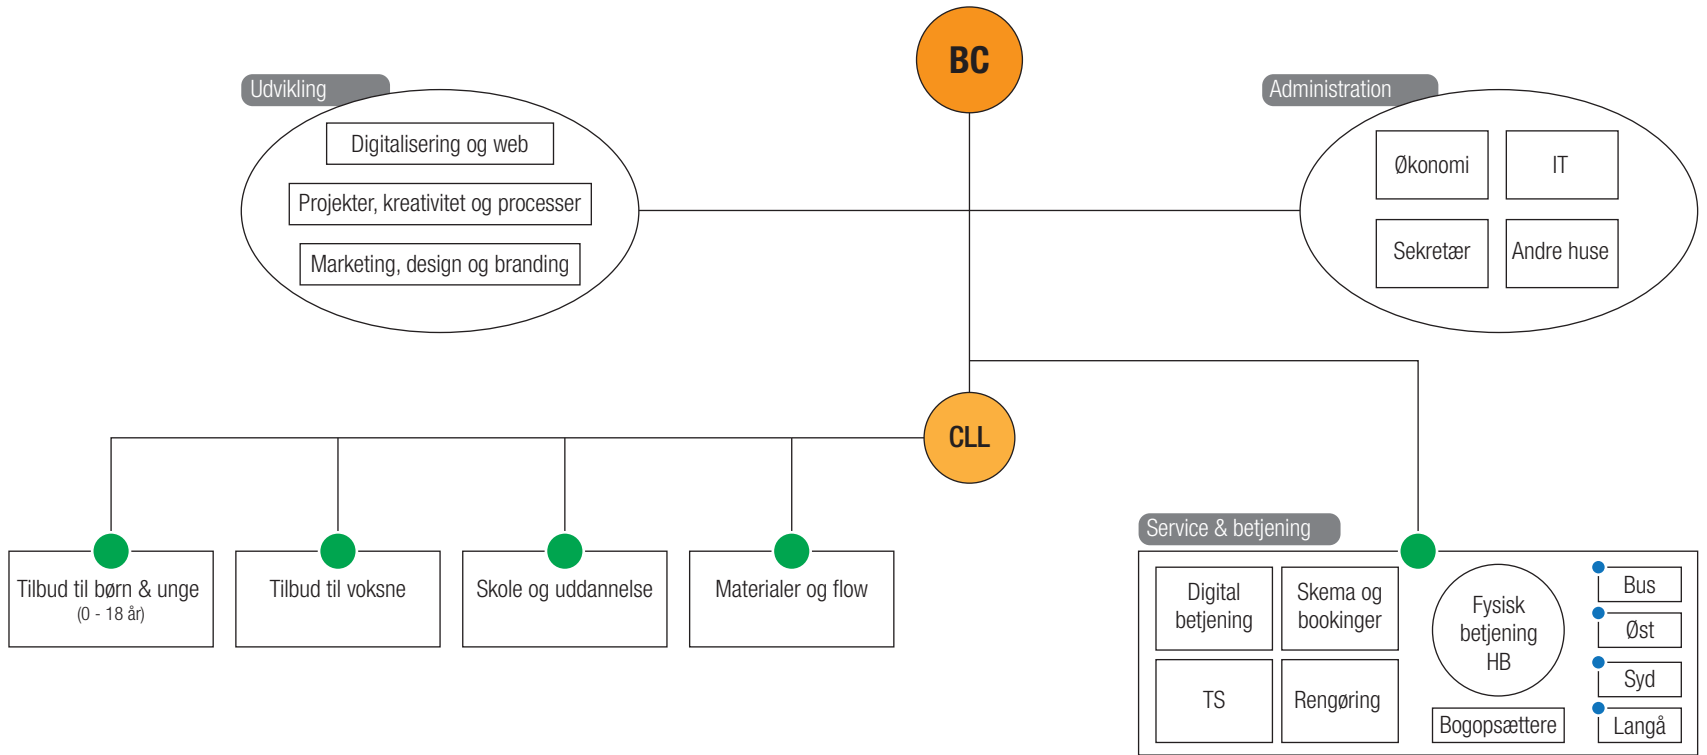 BC
Udvikling
Digitalisering og web
Projekter, kreativitet og processer
Marketing, design og branding
Administration
Økonomi
IT
Sekretær
Andre huse
CLL
Tilbud til børn & unge
(0 - 18 år)
Tilbud til voksne
Skole og uddannelse
Materialer og flow
Service & betjening
Digital
betjening
Skema og
bookinger
TS
Rengøring
Fysisk
betjening
HB
Bogopsættere
Bus
Øst
Syd
Langå